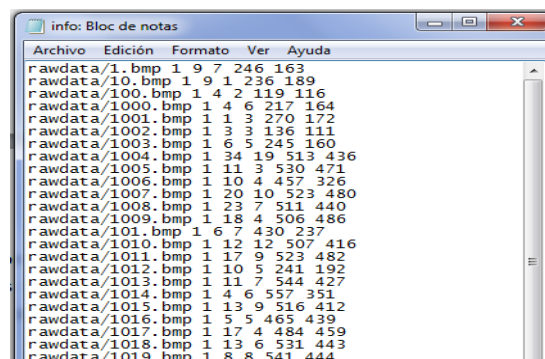 info: Bloc de notas
Archivo Edición Formato Ver Ayuda
rawdata/1.bmp 1 9 7 246 163
rawdata/10.bmp 1 9 1 236 189
rawdata/100.bmp 1 4 2 119 116
rawdata/1000.bmp 1 4 6 217 164
rawdata/1001.bmp 1 1 3 270 172
rawdata/1002.bmp 1 3 3 136 111
rawdata/1003.bmp 1 6 5 245 160
rawdata/1004.bmp 1 34 19 513 436
rawdata/1005.bmp 1 11 3 530 471
rawdata/1006.bmp 1 10 4 457 326
rawdata/1007.bmp 1 20 10 523 480
rawdata/1008.bmp 1 23 7 511 440
rawdata/1009.bmp 1 18 4 506 486
rawdata/101.bmp 1 6 7 430 237
rawdata/1010.bmp 1 12 12 507 416
rawdata/1011.bmp 1 17 9 523 482
rawdata/1012.bmp 1 10 5 241 192
rawdata/1013.bmp 1 11 7 544 427
rawdata/1014.bmp 1 4 6 557 351
rawdata/1015.bmp 1 13 9 516 412
rawdata/1016.bmp 1 5 5 465 439
rawdata/1017.bmp 1 17 4 484 459
rawdata/1018.bmp 1 13 6 531 443
rawdata/1019.bmp 1 8 8 541 444